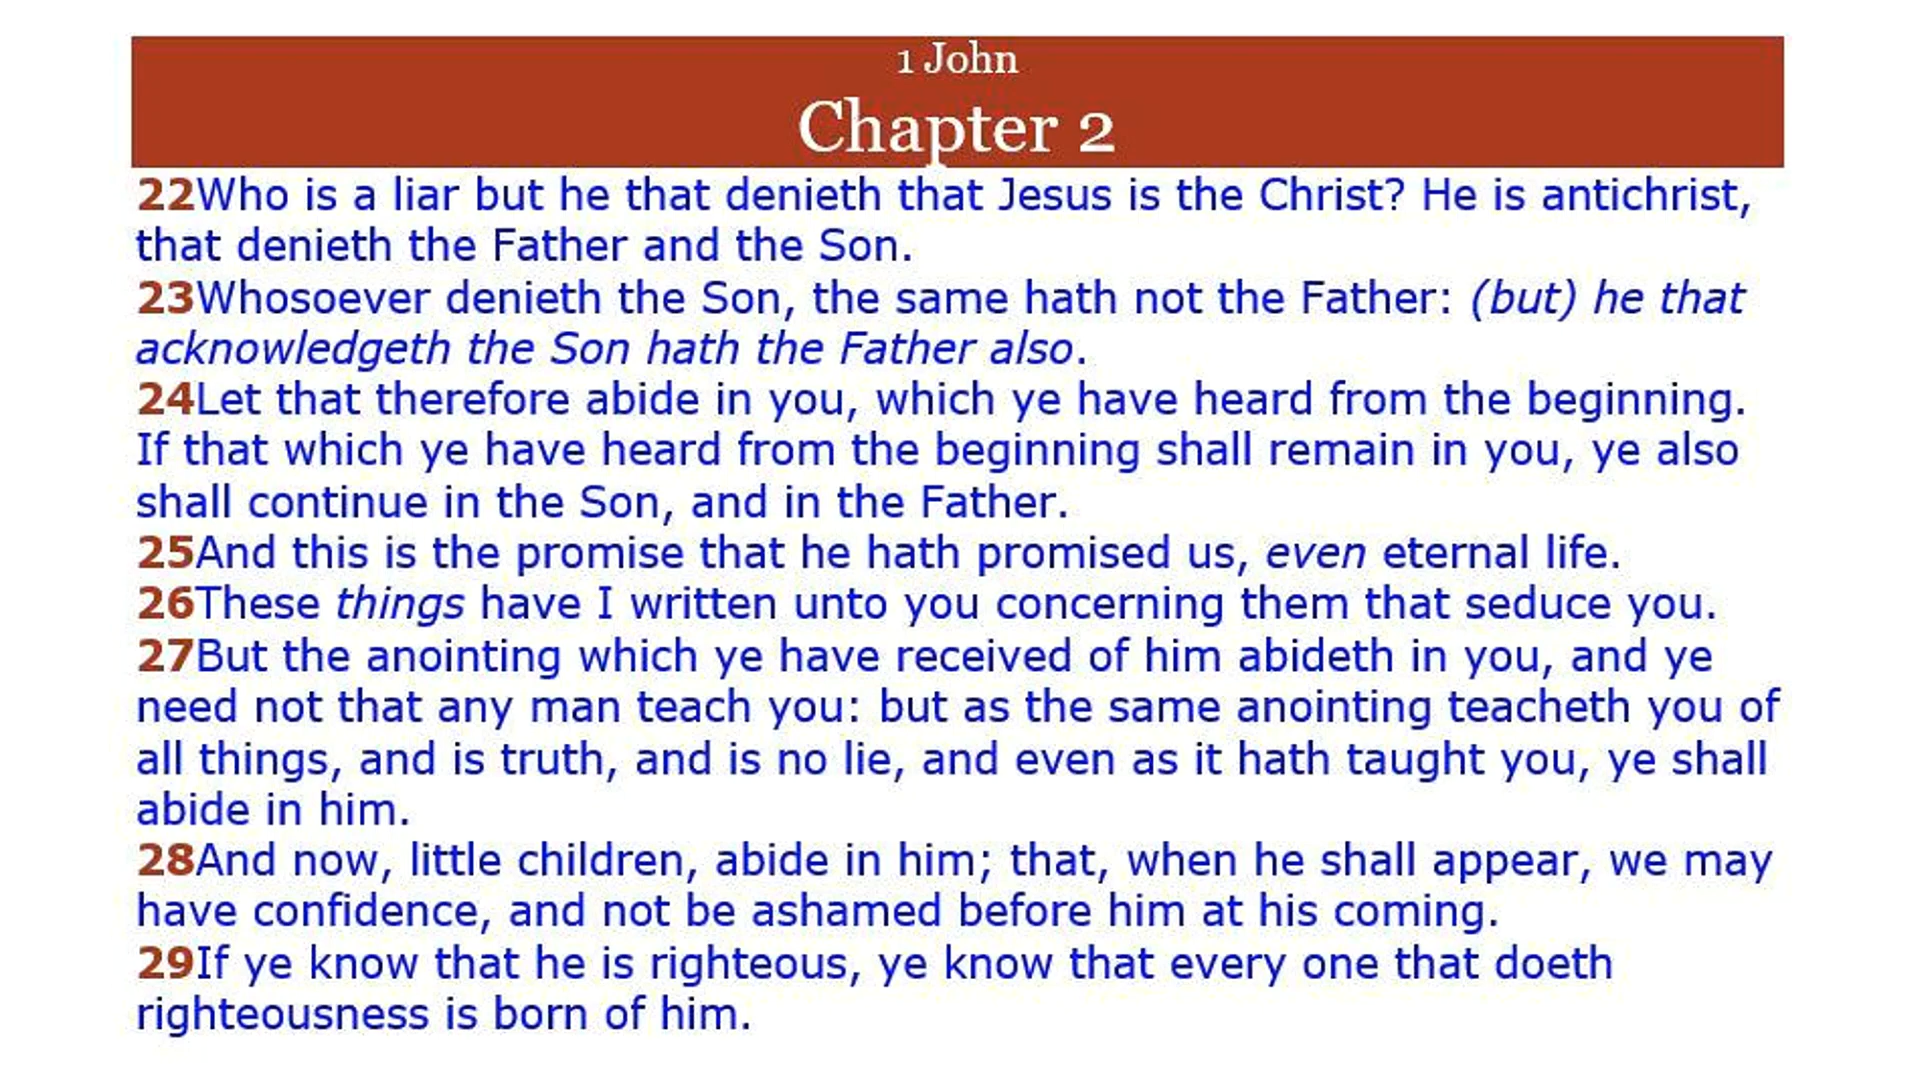 1 John
Chapter 2
22Who is a liar but he that denieth that Jesus is the Christ? He is antichrist,
that denieth the Father and the Son.
23Whosoever denieth the Son, the same hath not the Father: (but) he that
acknowledgeth the Son hath the Father also.
24Let that therefore abide in you, which ye have heard from the beginning.
If that which ye have heard from the beginning shall remain in you, ye also
shall continue in the Son, and in the Father.
25And this is the promise that he hath promised us, even eternal life.
26These things have I written unto you concerning them that seduce you.
27But the anointing which ye have received of him abideth in you, and ye
need not that any man teach you: but as the same anointing teacheth you of
all things, and is truth, and is no lie, and even as it hath taught you, ye shall
abide in him.
28And now, little children, abide in him; that, when he shall appear, we may
have confidence, and not be ashamed before him at his coming.
29If ye know that he is righteous, ye know that every one that doeth
righteousness is born of him.